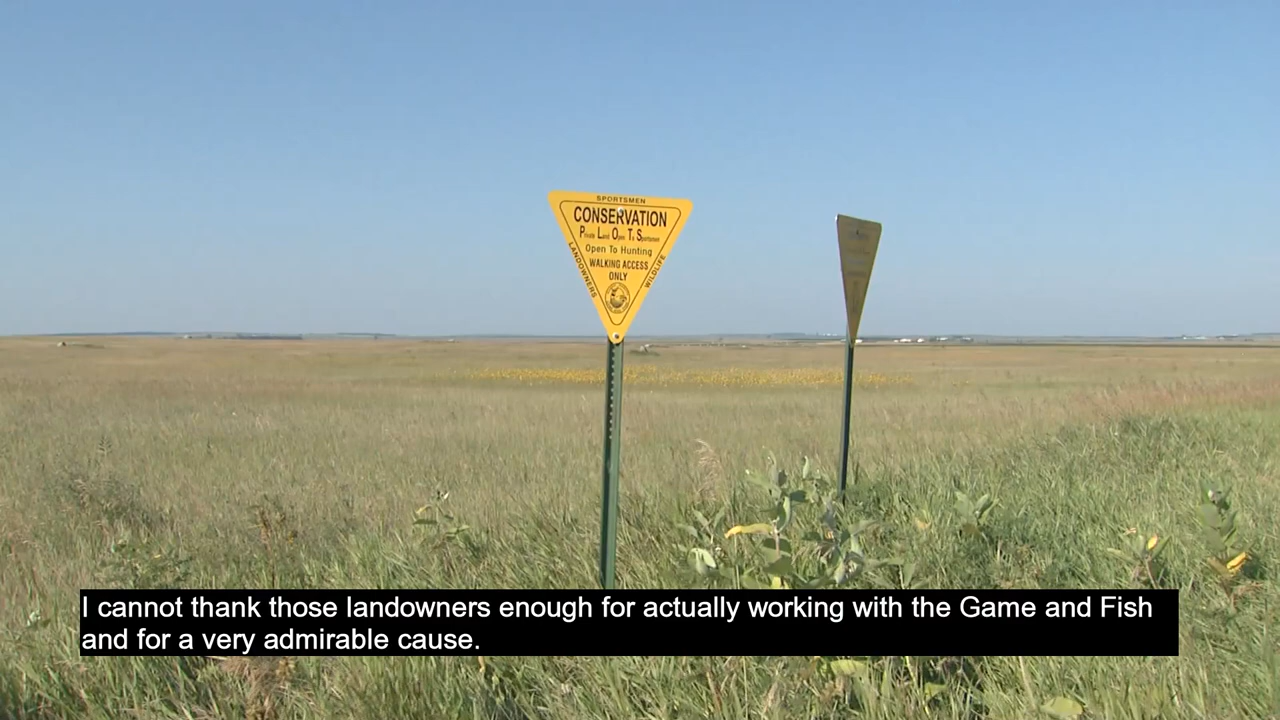 SPORTSMEN
CONSERVATION
Private Land Open To Sportsmen
Open To Hunting
WALKING ACCESS
ONLY
LANDOWNERS
WILDLIFE
I cannot thank those landowners enough for actually working with the Game and Fish
and for a very admirable cause.